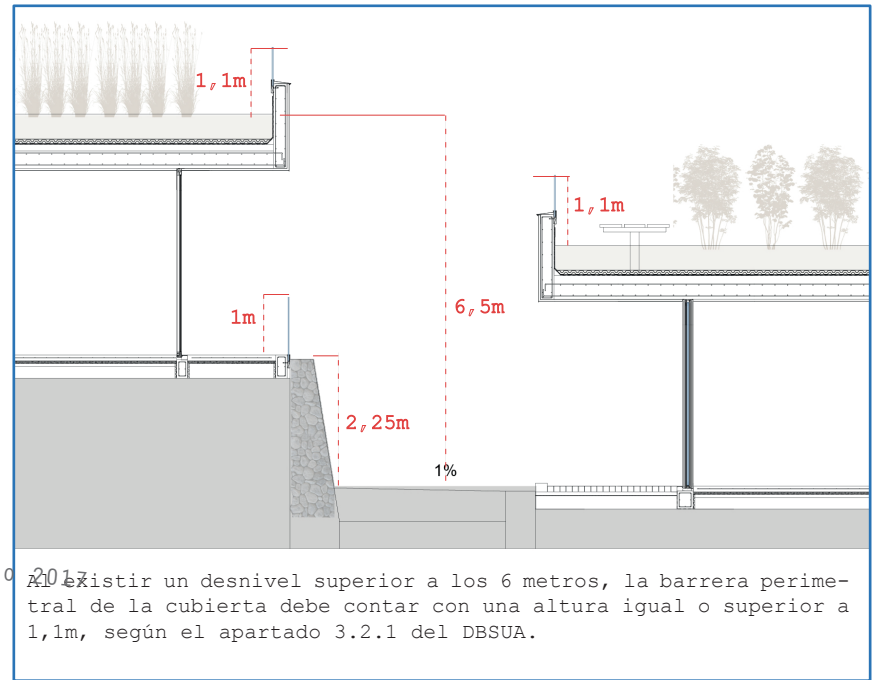 1,1m
1,1m
1m
6,5m
2,25m
1%
0 2017
Al existir un desnivel superior a los 6 metros, la barrera perime-
tral de la cubierta debe contar con una altura igual o superior a
1,1m, según el apartado 3.2.1 del DBSUA.